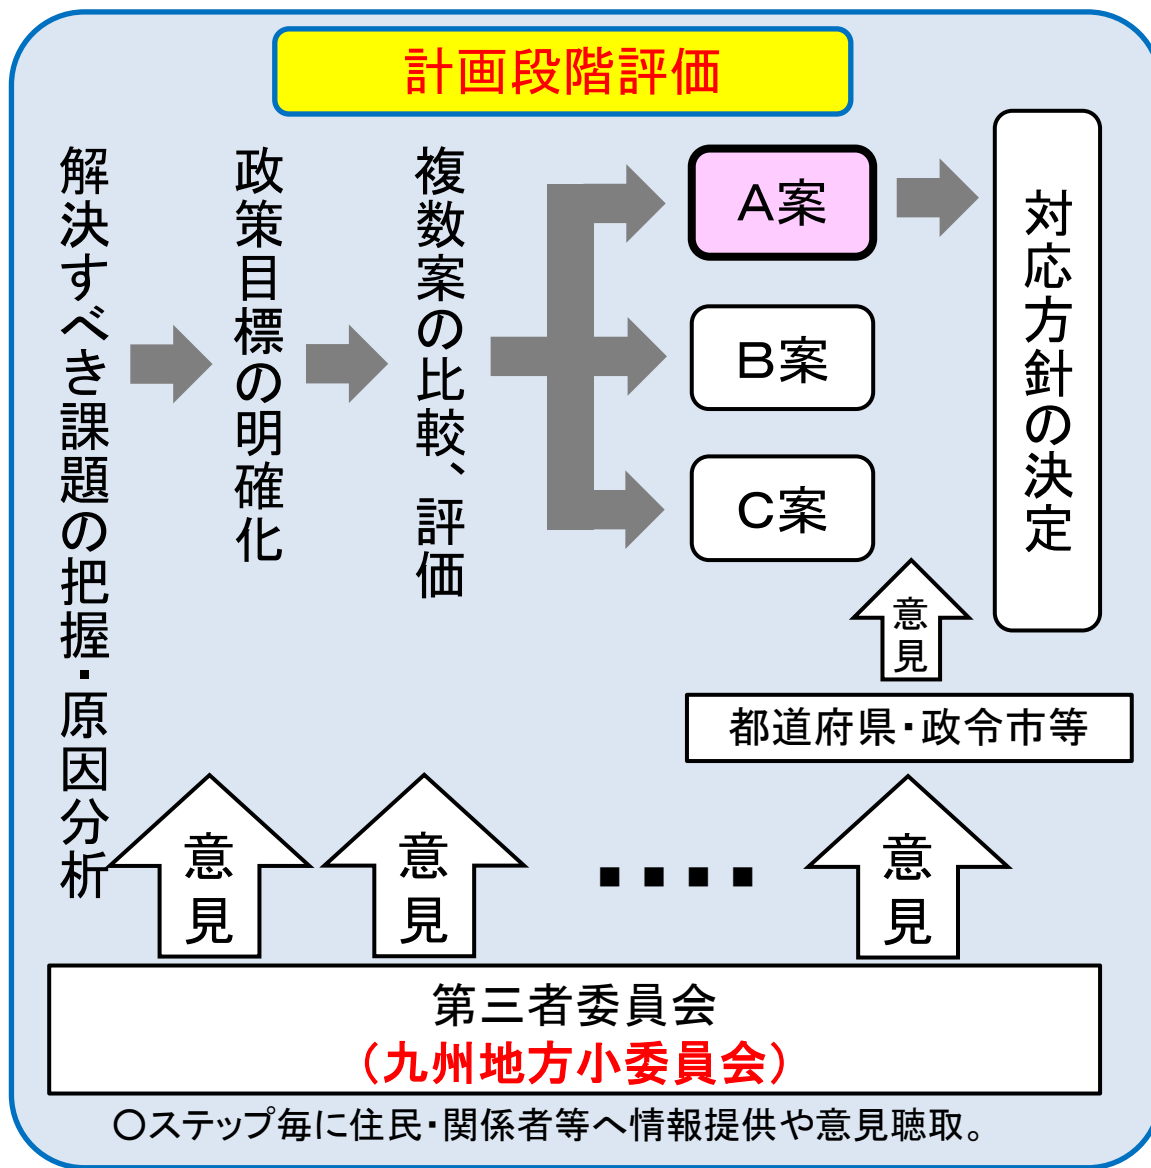 計画段階評価
解決すべき課題の把握・原因分析
政策目標の明確化
複数案の比較、評価
A案
B案
C案
対応方針の決定
意見
都道府県・政令市等
意見
意見
・・・・
意見
第三者委員会
（九州地方小委員会）
○ステップ毎に住民・関係者等へ情報提供や意見聴取。